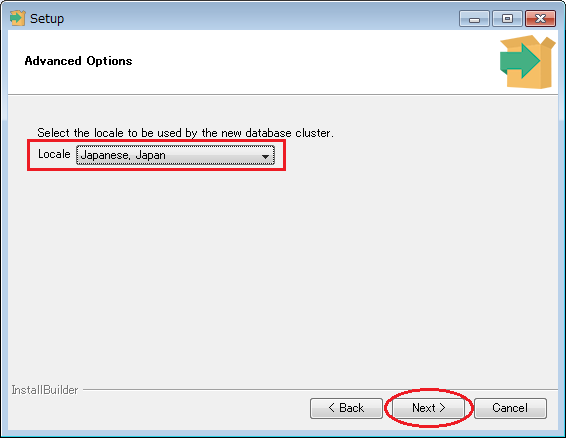 Setup
Advanced Options
Select the locale to be used by the new database cluster.
Locale Japanese, Japan
InstallBuilder
< Back Next > Cancel